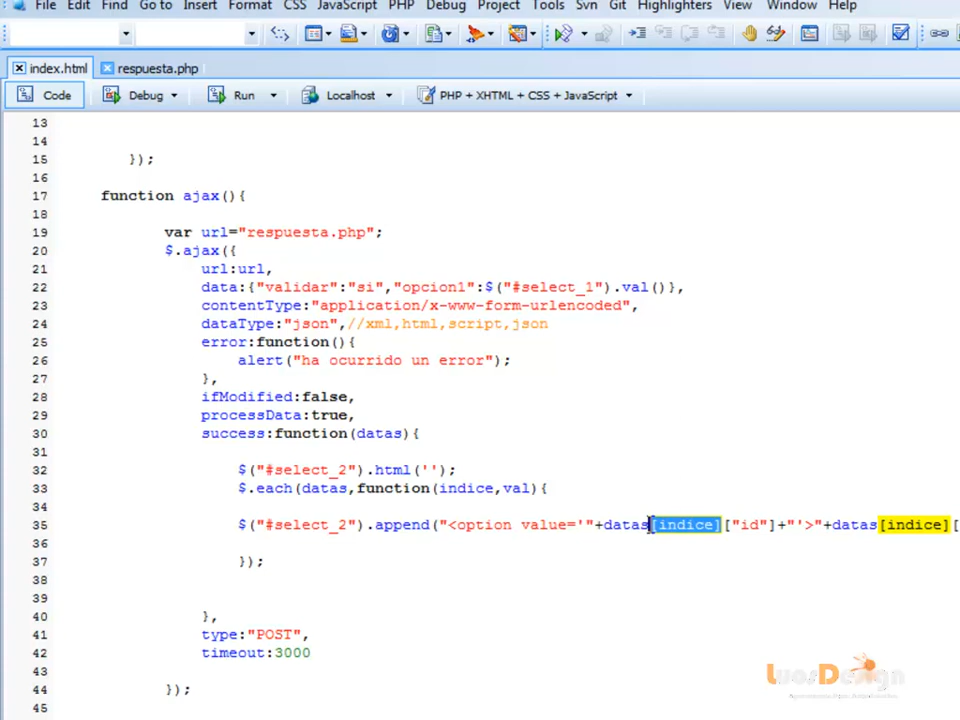 File Edit Find Go to Insert Format CSS JavaScript PHP Debug Project Tools Svn Git Highlighters View Window Help
index.html respuesta.php
Code Debug Run Localhost PHP + XHTML + CSS + JavaScript
13
14
15 });
16
17 function ajax(){
18
19 var url="respuesta.php";
20 $.ajax({
21 url:url,
22 data:{"validar":"si","opcion1":$("#select_1").val()},
23 contentType:"application/x-www-form-urlencoded",
24 dataType:"json",//xml,html,script,json
25 error:function(){
26 alert("ha ocurrido un error");
27 },
28 ifModified:false,
29 processData:true,
30 success:function(datas){
31
32 $("#select_2").html('');
33 $.each(datas,function(indice,val){
34
35 $("#select_2").append("<option value='"+datas[indice]["id"]+"'>"+datas[indice][
36
37 });
38
39
40 },
41 type:"POST",
42 timeout:3000
43
44 });
45
LuosDesign